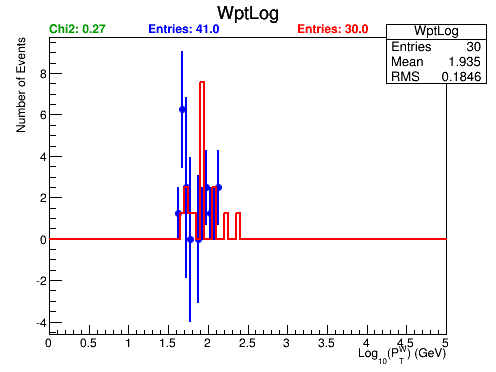 WptLog
Chi2: 0.27 Entries: 41.0 Entries: 30.0
WptLog
Entries 30
Mean 1.935
RMS 0.1846
Number of Events
8
6
4
2
0
-2
-4
0 0.5 1 1.5 2 2.5 3 3.5 4 4.5 5
Log10(PTW) (GeV)